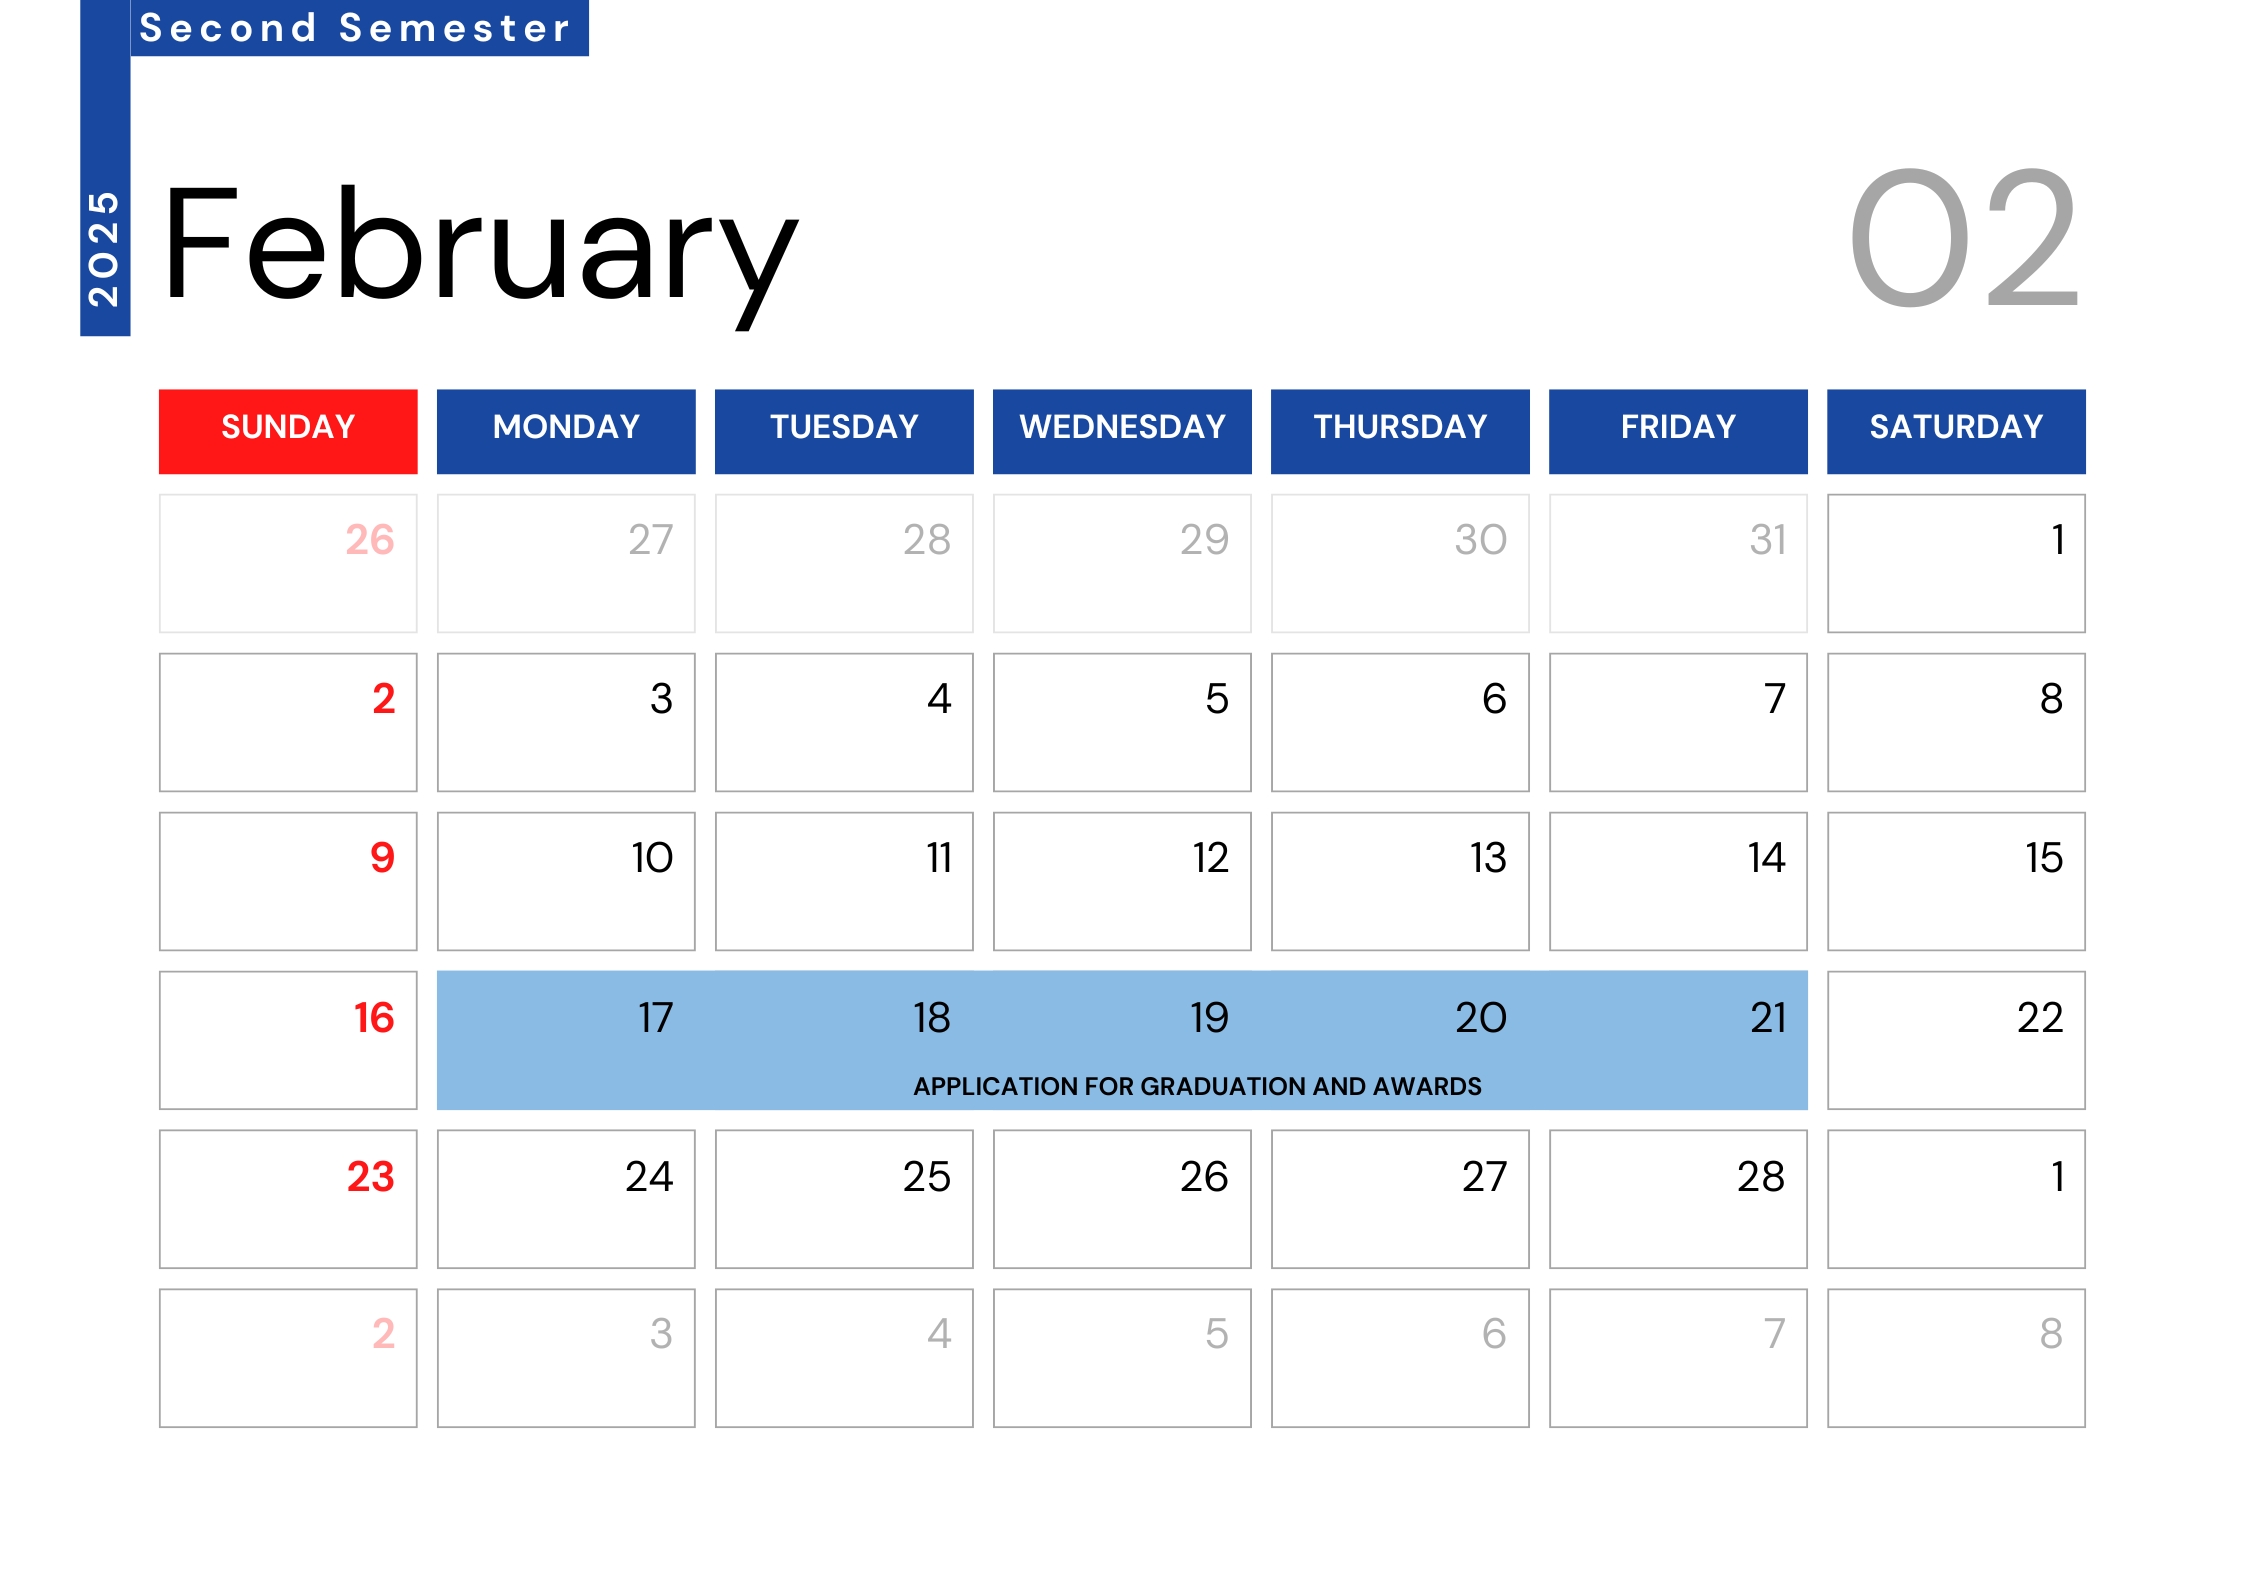 Second Semester
2025
February
02
SUNDAY MONDAY TUESDAY WEDNESDAY THURSDAY FRIDAY SATURDAY
26 27 28 29 30 31 1
2 3 4 5 6 7 8
9 10 11 12 13 14 15
16 17 18 19 20 21 22
APPLICATION FOR GRADUATION AND AWARDS
23 24 25 26 27 28 1
2 3 4 5 6 7 8